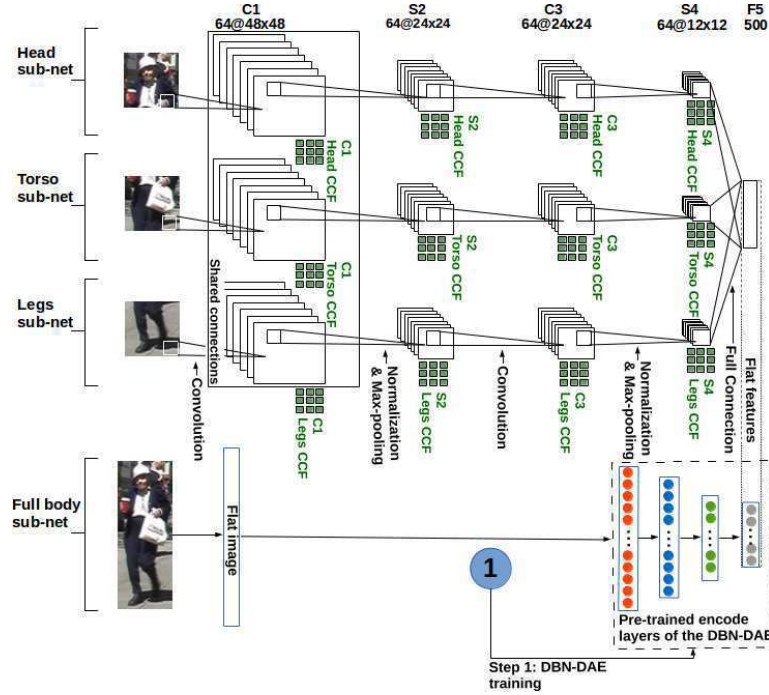 C1
64@48x48
S2
64@24x24
C3
64@24x24
S4
64@12x12
F5
500
Head
sub-net
C1
Head CCF
S2
Head CCF
C3
Head CCF
S4
Head CCF
Torso
sub-net
C1
Torso CCF
S2
Torso CCF
C3
Torso CCF
S4
Torso CCF
Legs
sub-net
Shared connections
C1
Legs CCF
S2
Legs CCF
C3
Legs CCF
S4
Legs CCF
Convolution
Normalization
& Max-pooling
Convolution
Normalization
& Max-pooling
Full Connection
Flat features
Full body
sub-net
Flat image
1
Pre-trained encode
layers of the DBN-DAE
Step 1: DBN-DAE
training